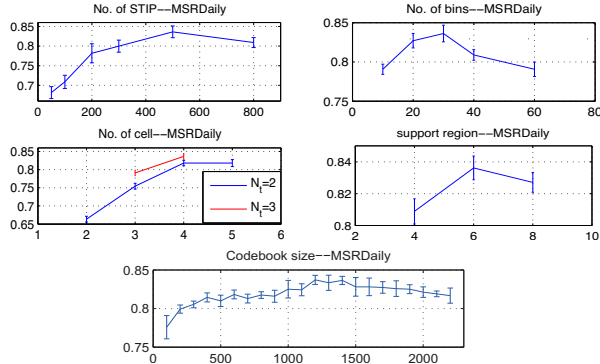 No. of STIP--MSRDaily
0.85
0.8
0.75
0.7
0 200 400 600 800
No. of bins--MSRDaily
0.85
0.8
0.75
0 20 40 60 80
No. of cell--MSRDaily
0.85
0.8
0.75
0.7
0.65
1 2 3 4 5 6
N_t=2
N_t=3
support region--MSRDaily
0.84
0.82
0.8
2 4 6 8 10
Codebook size--MSRDaily
0.85
0.8
0.75
0 500 1000 1500 2000